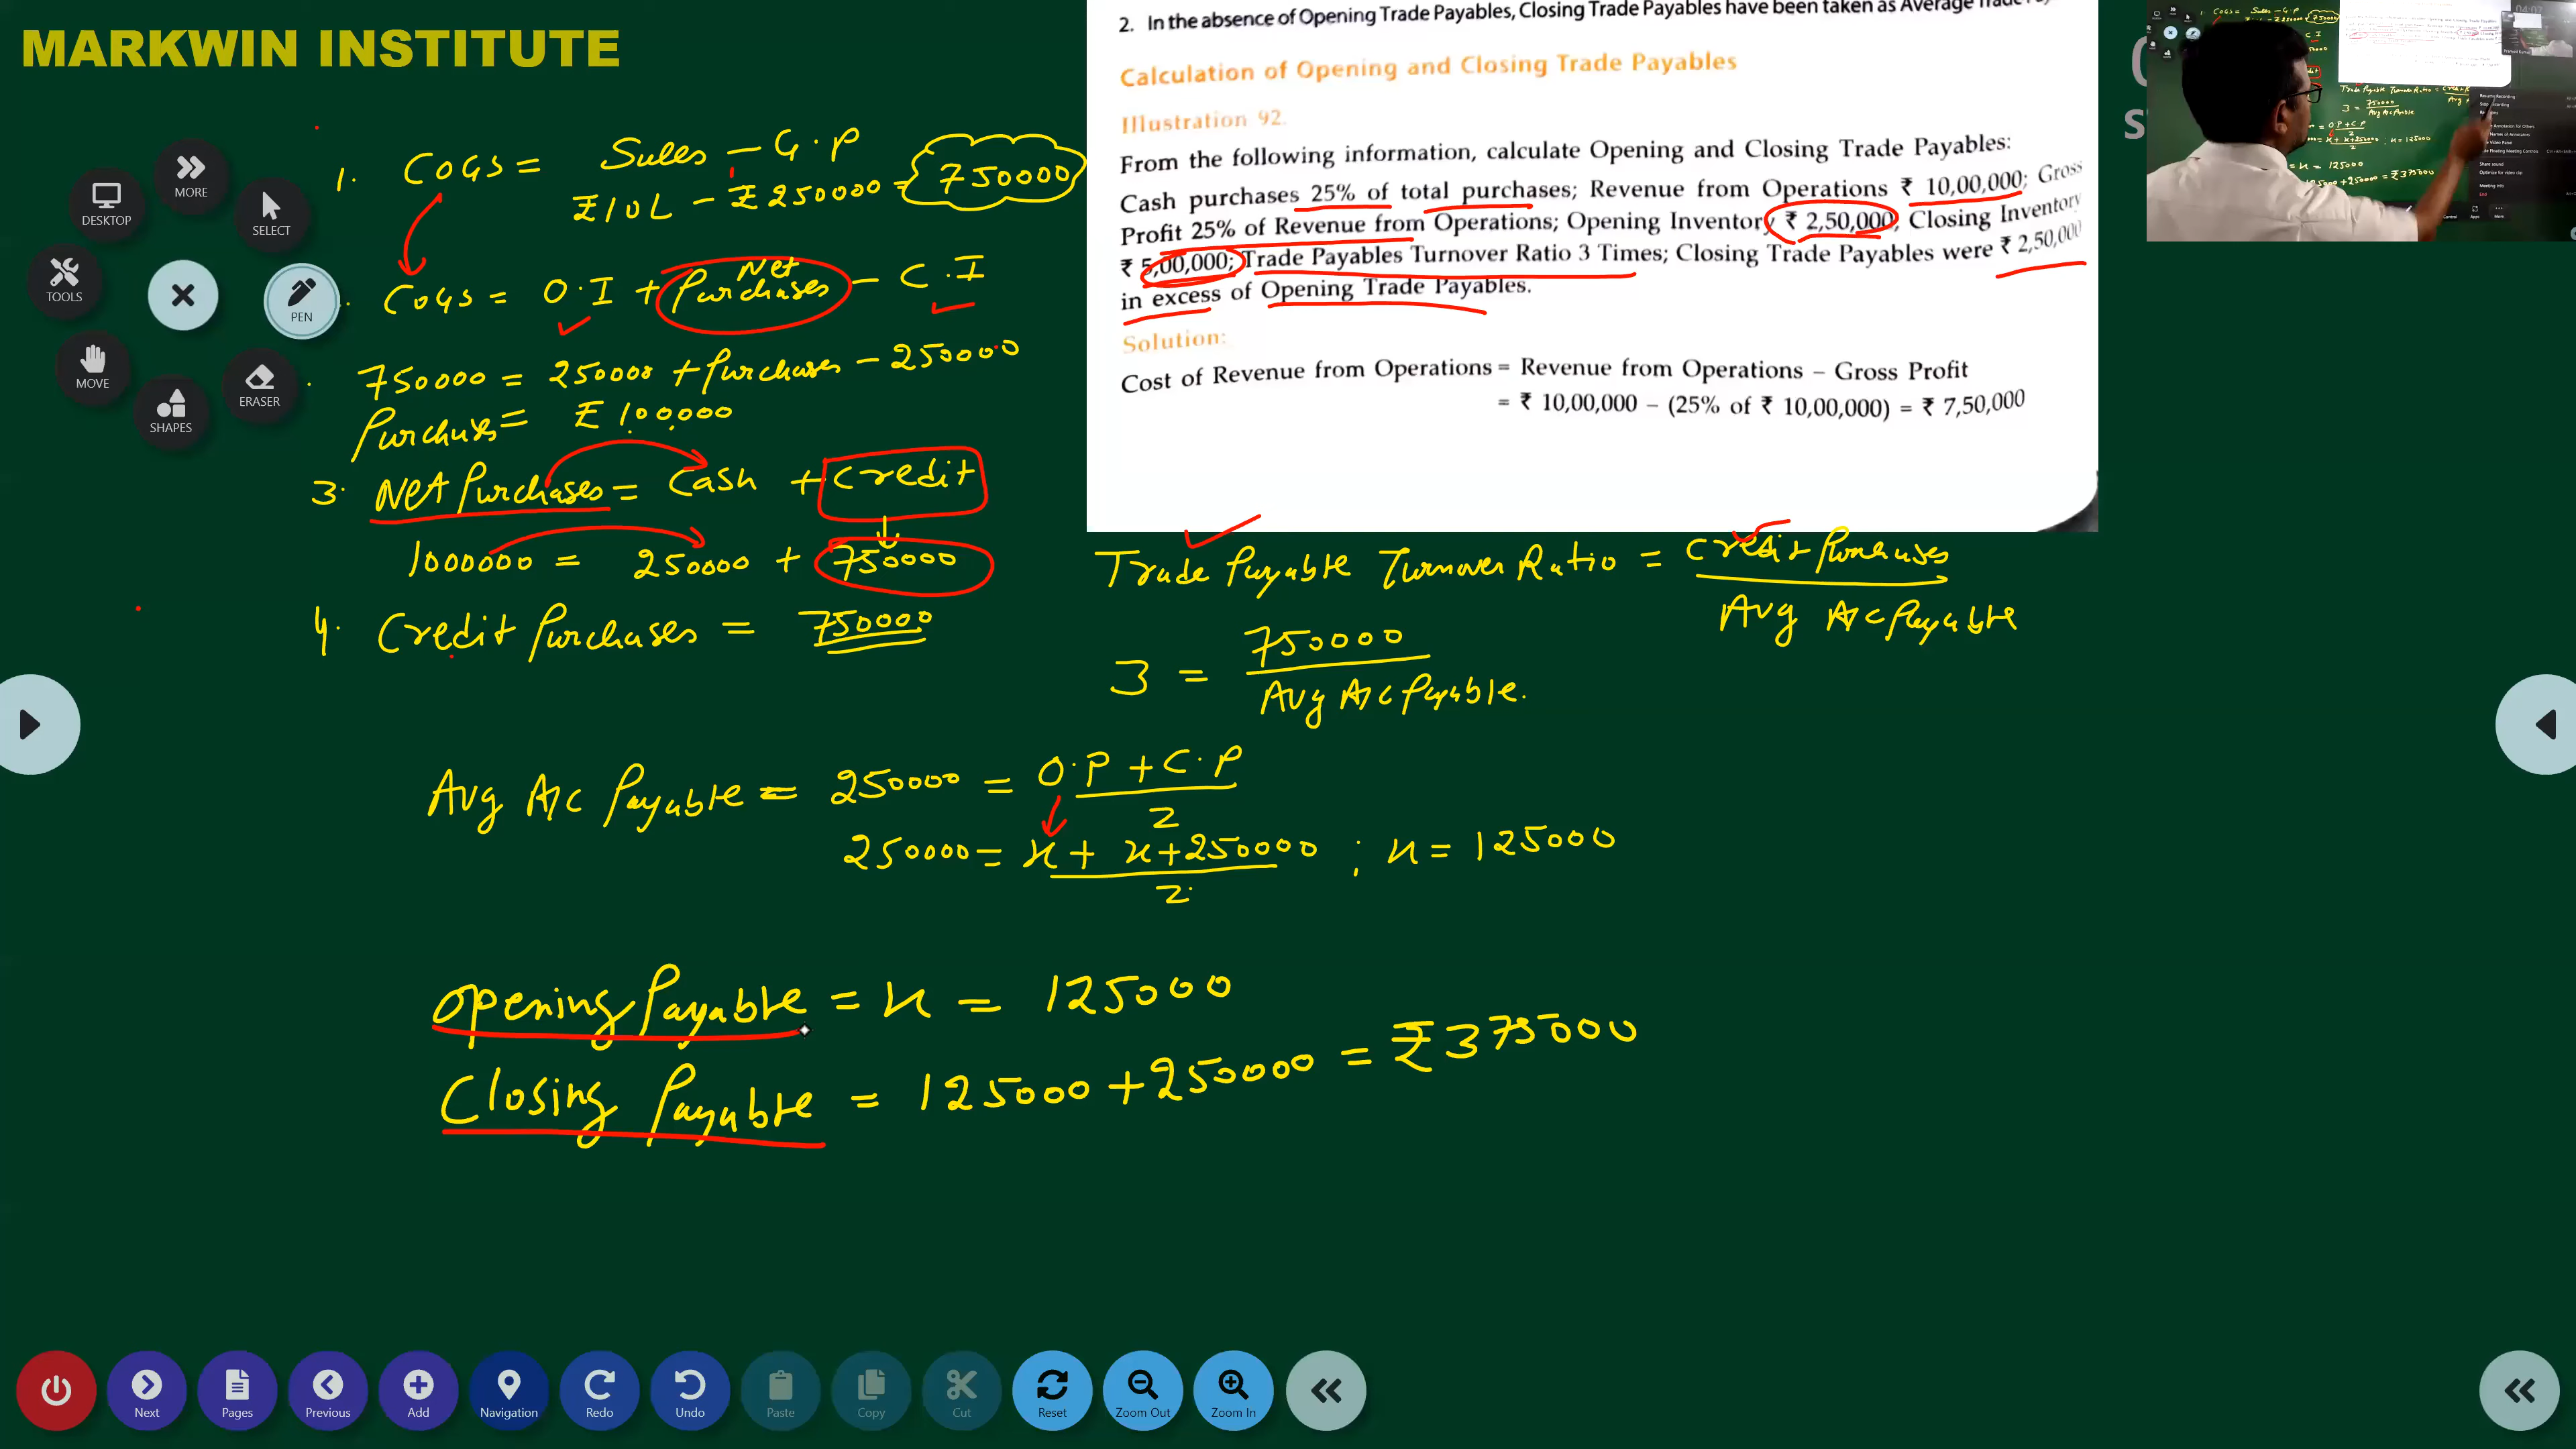 MARKWIN INSTITUTE
1. COGS = Sales - G.P
₹10L - ₹250000 = 750000
COGS = O.I + Net Purchases - C.I
750000 = 250000 + Purchases - 250000
Purchases = ₹100,000
3. Net Purchases = Cash + Credit
1000000 = 250000 + 750000
4. Credit Purchases = 750000
2. In the absence of Opening Trade Payables, Closing Trade Payables have been taken as Average
Calculation of Opening and Closing Trade Payables
Illustration 92.
From the following information, calculate Opening and Closing Trade Payables:
Cash purchases 25% of total purchases; Revenue from Operations ₹ 10,00,000; Gross
Profit 25% of Revenue from Operations; Opening Inventory ₹ 2,50,000; Closing Inventory
₹ 5,00,000; Trade Payables Turnover Ratio 3 Times; Closing Trade Payables were ₹ 2,50,000
in excess of Opening Trade Payables.
Solution:
Cost of Revenue from Operations = Revenue from Operations – Gross Profit
= ₹ 10,00,000 – (25% of ₹ 10,00,000) = ₹ 7,50,000
Trade Payable Turnover Ratio = Credit Purchases
Avg A/c Payable
3 = 750000
Avg A/c Payable.
Avg A/c Payable = 250000 = O.P + C.P
2
250000 = x + x+250000 ; x = 125000
2
Opening Payable = x = 125000
Closing Payable = 125000 + 250000 = ₹375000
DESKTOP
MORE
SELECT
TOOLS
PEN
MOVE
SHAPES
ERASER
Next
Pages
Previous
Add
Navigation
Redo
Undo
Paste
Copy
Cut
Reset
Zoom Out
Zoom In